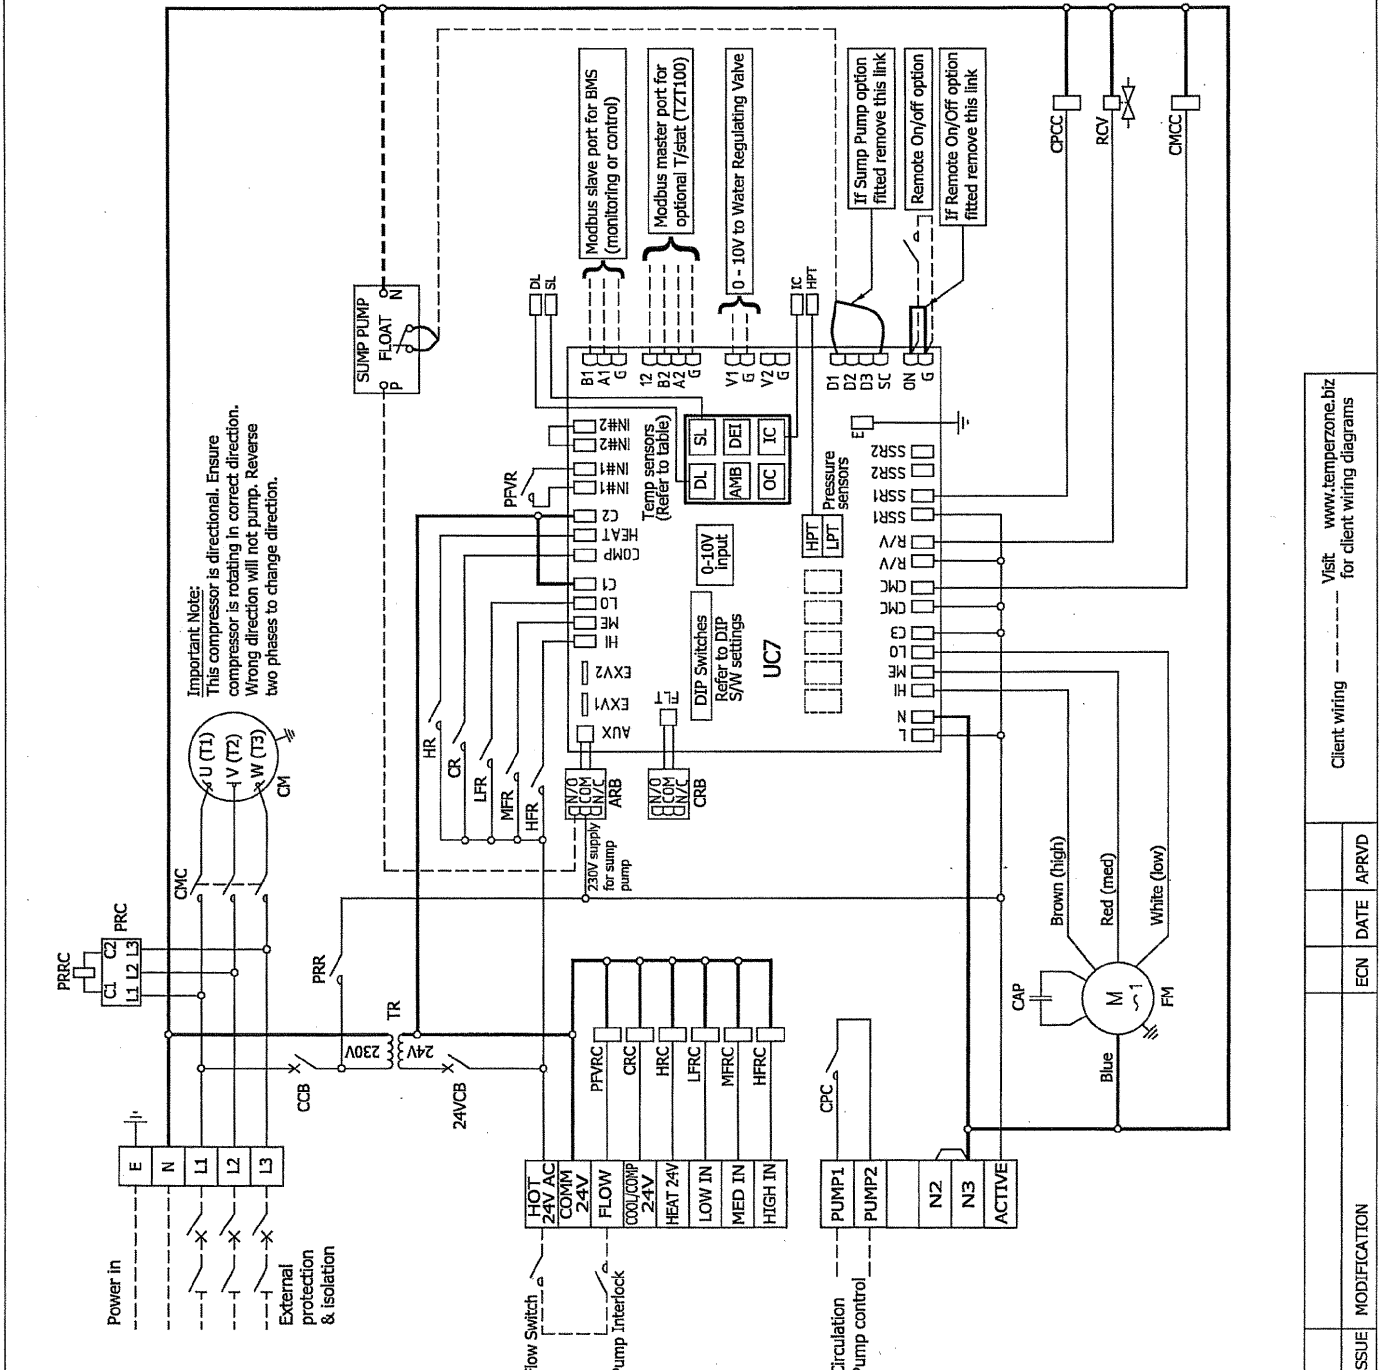 Important Note:
This compressor is directional. Ensure
compressor is rotating in correct direction.
Wrong direction will not pump. Reverse
two phases to change direction.
SUMP PUMP
FLOAT
P
N
Modbus slave port for BMS
(monitoring or control)
Modbus master port for
optional T/stat (TZT100)
0 - 10V to Water Regulating Valve
If Sump Pump option
fitted remove this link
Remote On/off option
If Remote On/Off option
fitted remove this link
CPCC
RCV
CMCC
DL
SL
IC
HPT
B1
A1
G
12
B2
A2
G
V1
G
V2
G
D1
D2
D3
SC
ON
G
IN#2
IN#2
IN#1
IN#1
C2
HEAT
COMP
C1
LO
ME
HI
EXV2
EXV1
AUX
FLT
PFVR
Temp sensors
(Refer to table)
DL
SL
AMB
DEI
OC
IC
0-10V
input
DIP Switches
Refer to DIP
S/W settings
UC7
HPT
LPT
Pressure
sensors
E
SSR2
SSR2
SSR1
SSR1
R/V
R/V
CMC
CMC
C3
LO
ME
HI
N
L
U (T1)
V (T2)
W (T3)
CM
CMC
PRRC
PRC
C1
C2
L1
L2
L3
PRR
HR
CR
LFR
MFR
HFR
N/O
COM
N/C
ARB
N/O
COM
N/C
CRB
230V supply
for sump
pump
TR
230V
24V
CCB
24VCB
E
N
L1
L2
L3
Power in
External
protection
& isolation
PFVRC
CRC
HRC
LFRC
MFRC
HFRC
HOT
24V AC
COMM
24V
FLOW
COOL/COMP
24V
HEAT 24V
LOW IN
MED IN
HIGH IN
low Switch
ump Interlock
CPC
PUMP1
PUMP2
N2
N3
ACTIVE
irculation
ump control
Brown (high)
Red (med)
White (low)
CAP
M
~ 1
FM
Blue
Client wiring
Visit www.temperzone.biz
for client wiring diagrams
SSUE
MODIFICATION
ECN
DATE
APRVD